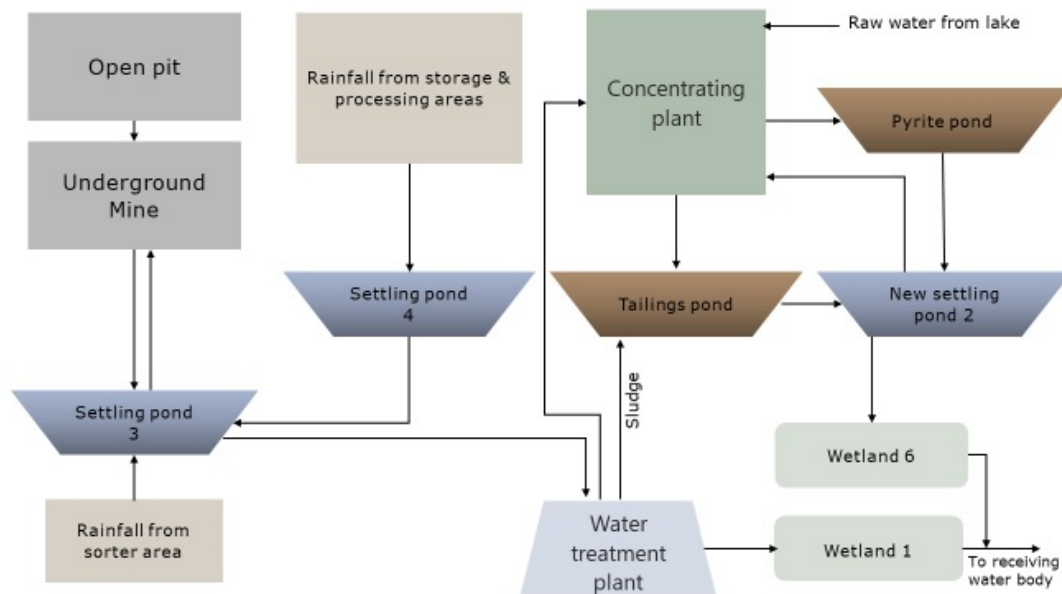 Open pit
Rainfall from storage &
processing areas
Raw water from lake
Concentrating
plant
Pyrite pond
Underground
Mine
Settling pond
4
Tailings pond
New settling
pond 2
Settling pond
3
Sludge
Wetland 6
Rainfall from
sorter area
Water
treatment
plant
Wetland 1
To receiving
water body